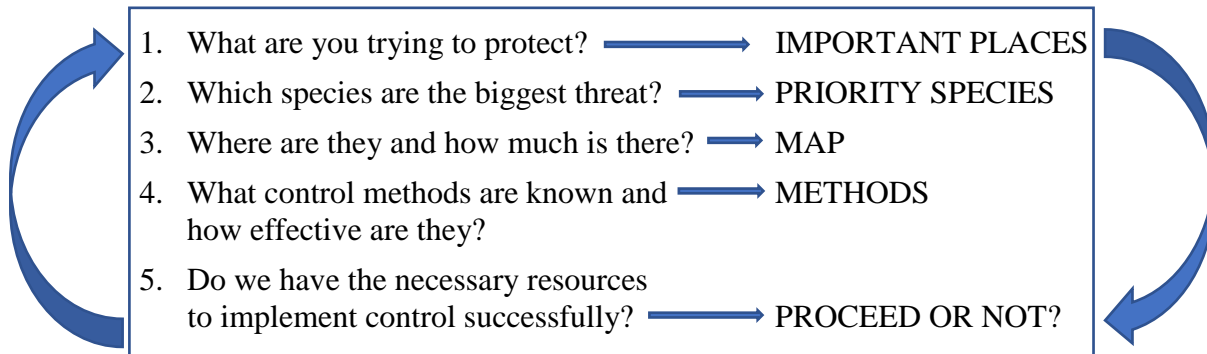 1. What are you trying to protect? IMPORTANT PLACES
2. Which species are the biggest threat? PRIORITY SPECIES
3. Where are they and how much is there? MAP
4. What control methods are known and METHODS
how effective are they?
5. Do we have the necessary resources
to implement control successfully? PROCEED OR NOT?